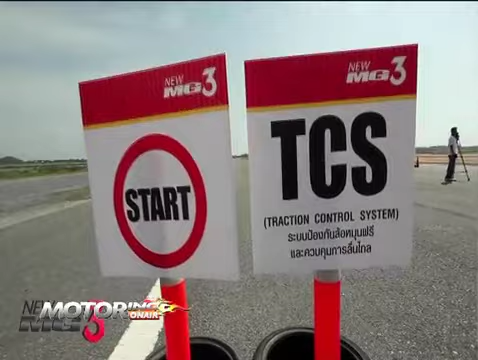 NEW
MG3
START
NEW
MG3
TCS
(TRACTION CONTROL SYSTEM)
ระบบป้องกันล้อหมุนฟรี
และควบคุมการลื่นไถล
NEW
MG3
MOTORING
ONAIR